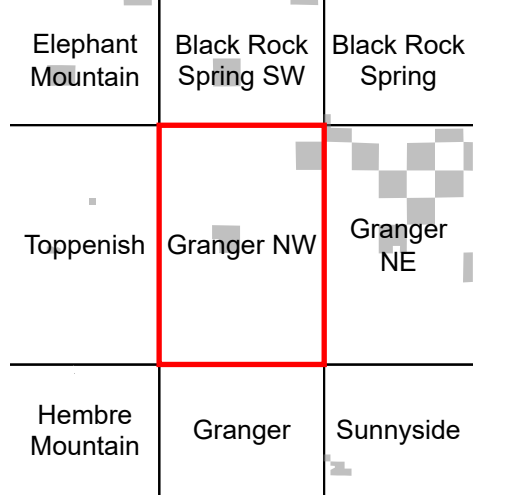 Elephant
Mountain
Black Rock
Spring SW
Black Rock
Spring
Toppenish
Granger NW
Granger
NE
Hembre
Mountain
Granger
Sunnyside